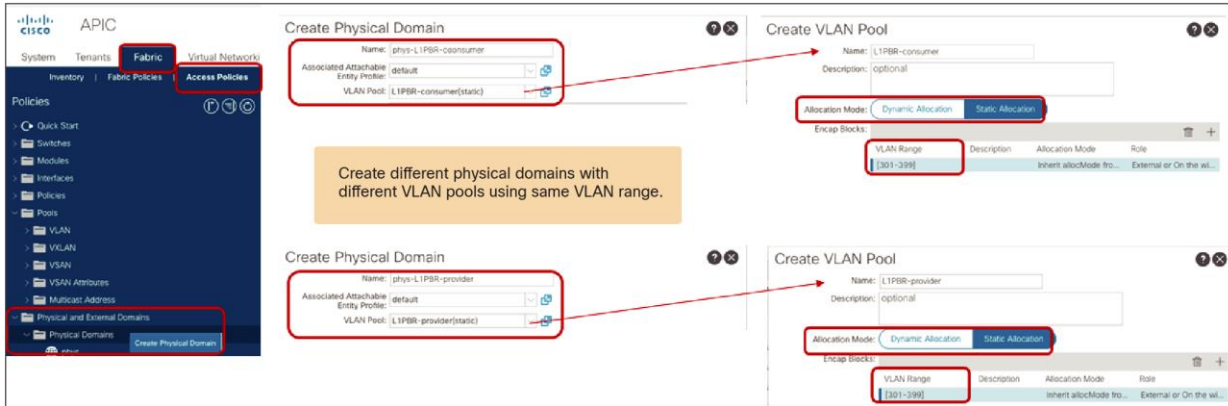 cisco
APIC
System Tenants Fabric Virtual Networki
Inventory | Fabric Policies | Access Policies
Policies
Quick Start
Switches
Modules
Interfaces
Policies
Pools
VLAN
VXLAN
VSAN
VSAN Attributes
Multicast Address
Physical and External Domains
Physical Domains
Create Physical Domain
phys
Create Physical Domain
Name: phys-L1PBR-coonsumer
Associated Attachable
Entity Profile: default
VLAN Pool: L1PBR-consumer(static)
Create VLAN Pool
Name: L1PBR-consumer
Description: optional
Allocation Mode: Dynamic Allocation Static Allocation
Encap Blocks:
VLAN Range Description Allocation Mode Role
[301-399] Inherit allocMode fro... External or On the wi...
Create different physical domains with
different VLAN pools using same VLAN range.
Create Physical Domain
Name: phys-L1PBR-provider
Associated Attachable
Entity Profile: default
VLAN Pool: L1PBR-provider(static)
Create VLAN Pool
Name: L1PBR-provider
Description: optional
Allocation Mode: Dynamic Allocation Static Allocation
Encap Blocks:
VLAN Range Description Allocation Mode Role
[301-399] Inherit allocMode fro... External or On the wi...